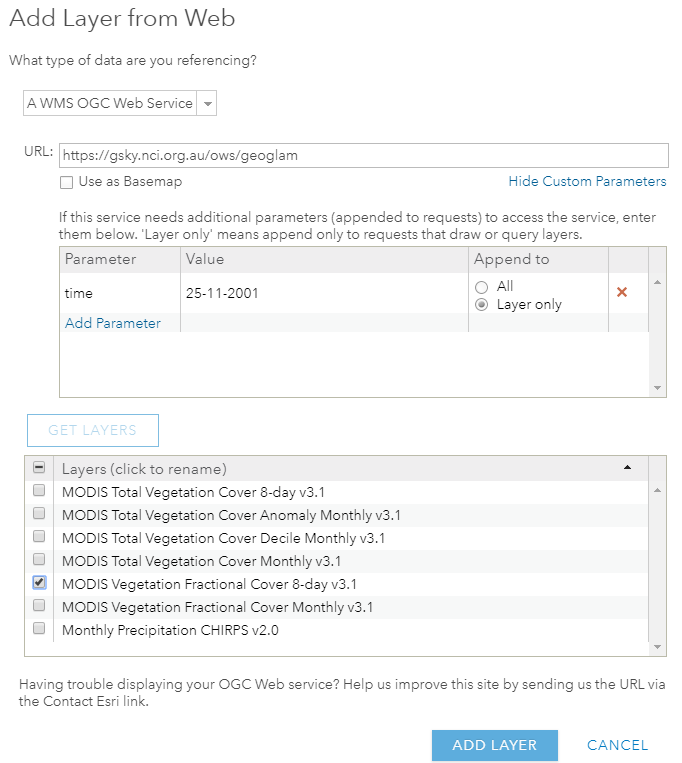 Add Layer from Web
What type of data are you referencing?
A WMS OGC Web Service
URL: https://gsky.nci.org.au/ows/geoglam
Use as Basemap Hide Custom Parameters
If this service needs additional parameters (appended to requests) to access the service, enter
them below. 'Layer only' means append only to requests that draw or query layers.
Parameter Value Append to
time 25-11-2001 All
Layer only
Add Parameter
GET LAYERS
Layers (click to rename)
MODIS Total Vegetation Cover 8-day v3.1
MODIS Total Vegetation Cover Anomaly Monthly v3.1
MODIS Total Vegetation Cover Decile Monthly v3.1
MODIS Total Vegetation Cover Monthly v3.1
MODIS Vegetation Fractional Cover 8-day v3.1
MODIS Vegetation Fractional Cover Monthly v3.1
Monthly Precipitation CHIRPS v2.0
Having trouble displaying your OGC Web service? Help us improve this site by sending us the URL via
the Contact Esri link.
ADD LAYER CANCEL